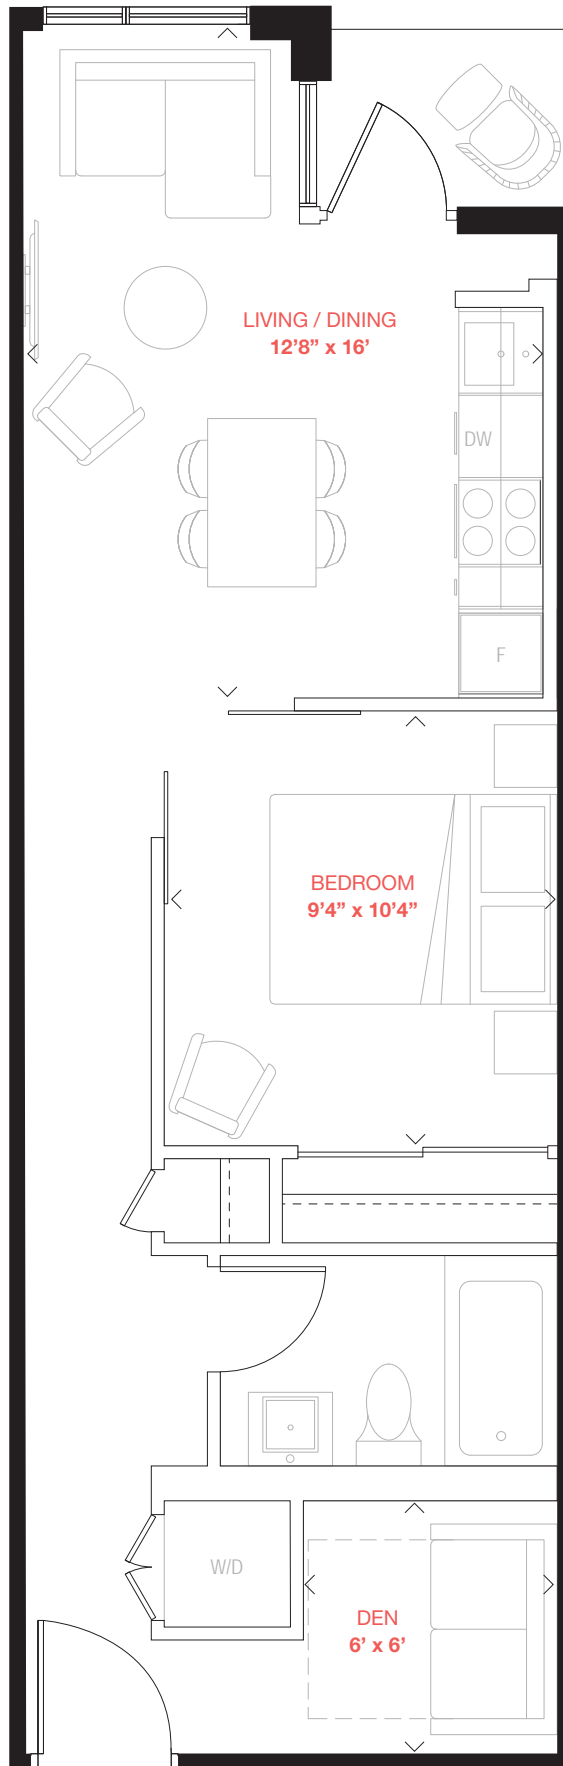 LIVING / DINING
12’8” x 16’
DW
F
BEDROOM
9’4” x 10’4”
W/D
DEN
6’ x 6’